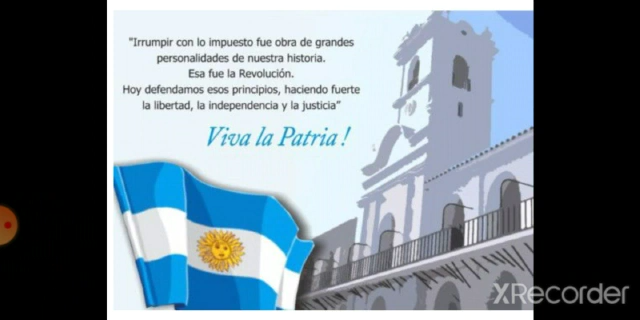 "Irrumpir con lo impuesto fue obra de grandes
personalidades de nuestra historia.
Esa fue la Revolución.
Hoy defendamos esos principios, haciendo fuerte
la libertad, la independencia y la justicia"
Viva la Patria !
XRecorder